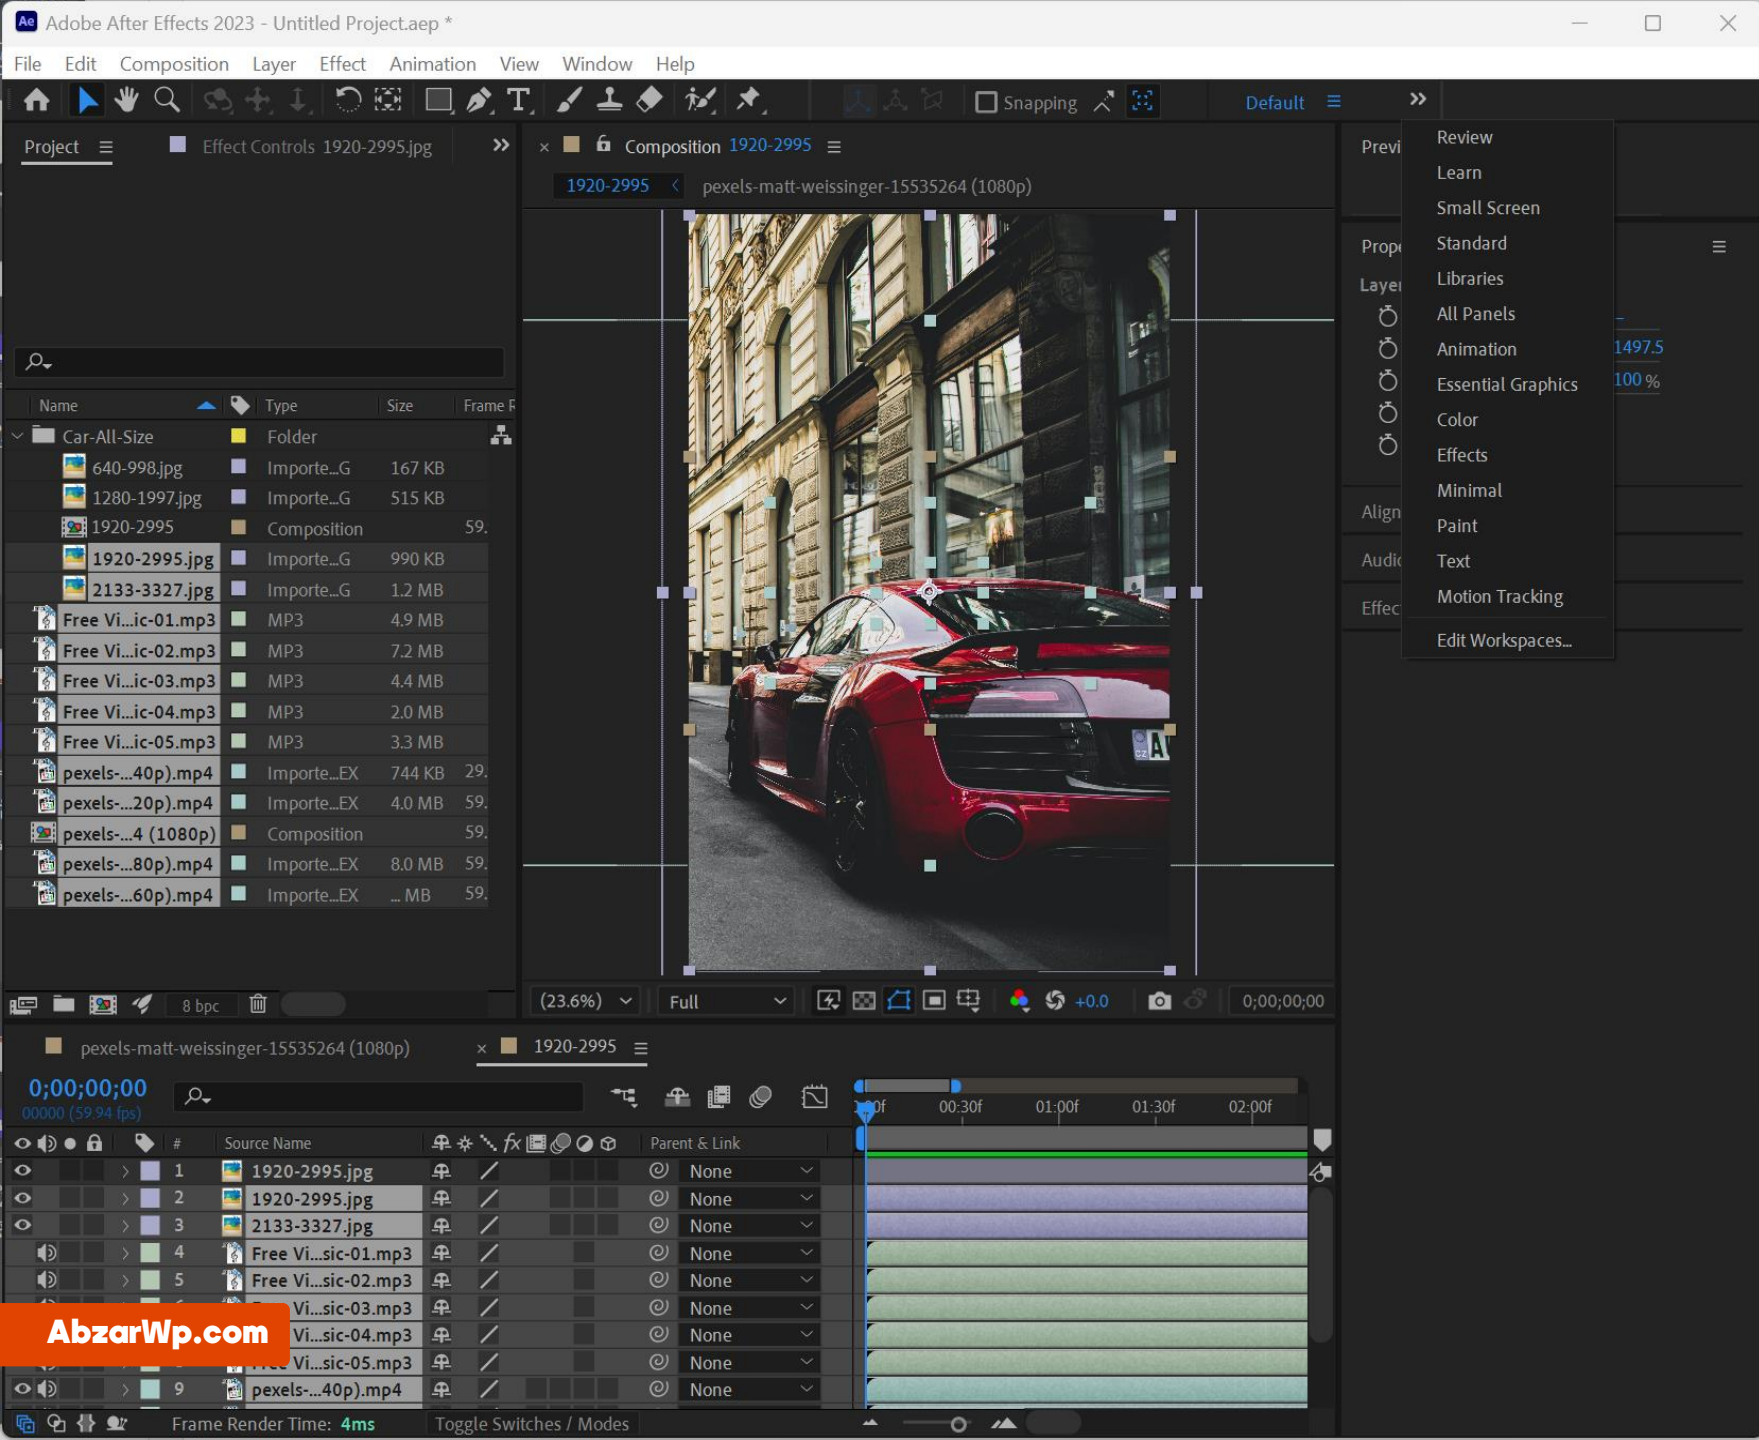 Ae Adobe After Effects 2023 - Untitled Project.aep *
File Edit Composition Layer Effect Animation View Window Help
Snapping Default
Project Effect Controls 1920-2995.jpg
Composition 1920-2995
1920-2995 pexels-matt-weissinger-15535264 (1080p)
Previ
Prope
Layer
1497.5
100 %
Align
Audio
Effec
Review
Learn
Small Screen
Standard
Libraries
All Panels
Animation
Essential Graphics
Color
Effects
Minimal
Paint
Text
Motion Tracking
Edit Workspaces...
Name Type Size Frame R
Car-All-Size Folder
640-998.jpg Importe...G 167 KB
1280-1997.jpg Importe...G 515 KB
1920-2995 Composition 59.
1920-2995.jpg Importe...G 990 KB
2133-3327.jpg Importe...G 1.2 MB
Free Vi...ic-01.mp3 MP3 4.9 MB
Free Vi...ic-02.mp3 MP3 7.2 MB
Free Vi...ic-03.mp3 MP3 4.4 MB
Free Vi...ic-04.mp3 MP3 2.0 MB
Free Vi...ic-05.mp3 MP3 3.3 MB
pexels-...40p).mp4 Importe...EX 744 KB 29.
pexels-...20p).mp4 Importe...EX 4.0 MB 59.
pexels-...4 (1080p) Composition 59.
pexels-...80p).mp4 Importe...EX 8.0 MB 59.
pexels-...60p).mp4 Importe...EX ... MB 59.
CZ A
8 bpc
(23.6%) Full +0.0 0;00;00;00
pexels-matt-weissinger-15535264 (1080p) 1920-2995
0;00;00;00
00000 (59.94 fps)
00f 00:30f 01:00f 01:30f 02:00f
# Source Name fx Parent & Link
1 1920-2995.jpg None
2 1920-2995.jpg None
3 2133-3327.jpg None
4 Free Vi...sic-01.mp3 None
5 Free Vi...sic-02.mp3 None
Vi...sic-03.mp3 None
Vi...sic-04.mp3 None
Vi...sic-05.mp3 None
9 pexels-...40p).mp4 None
AbzarWp.com
Frame Render Time: 4ms Toggle Switches / Modes